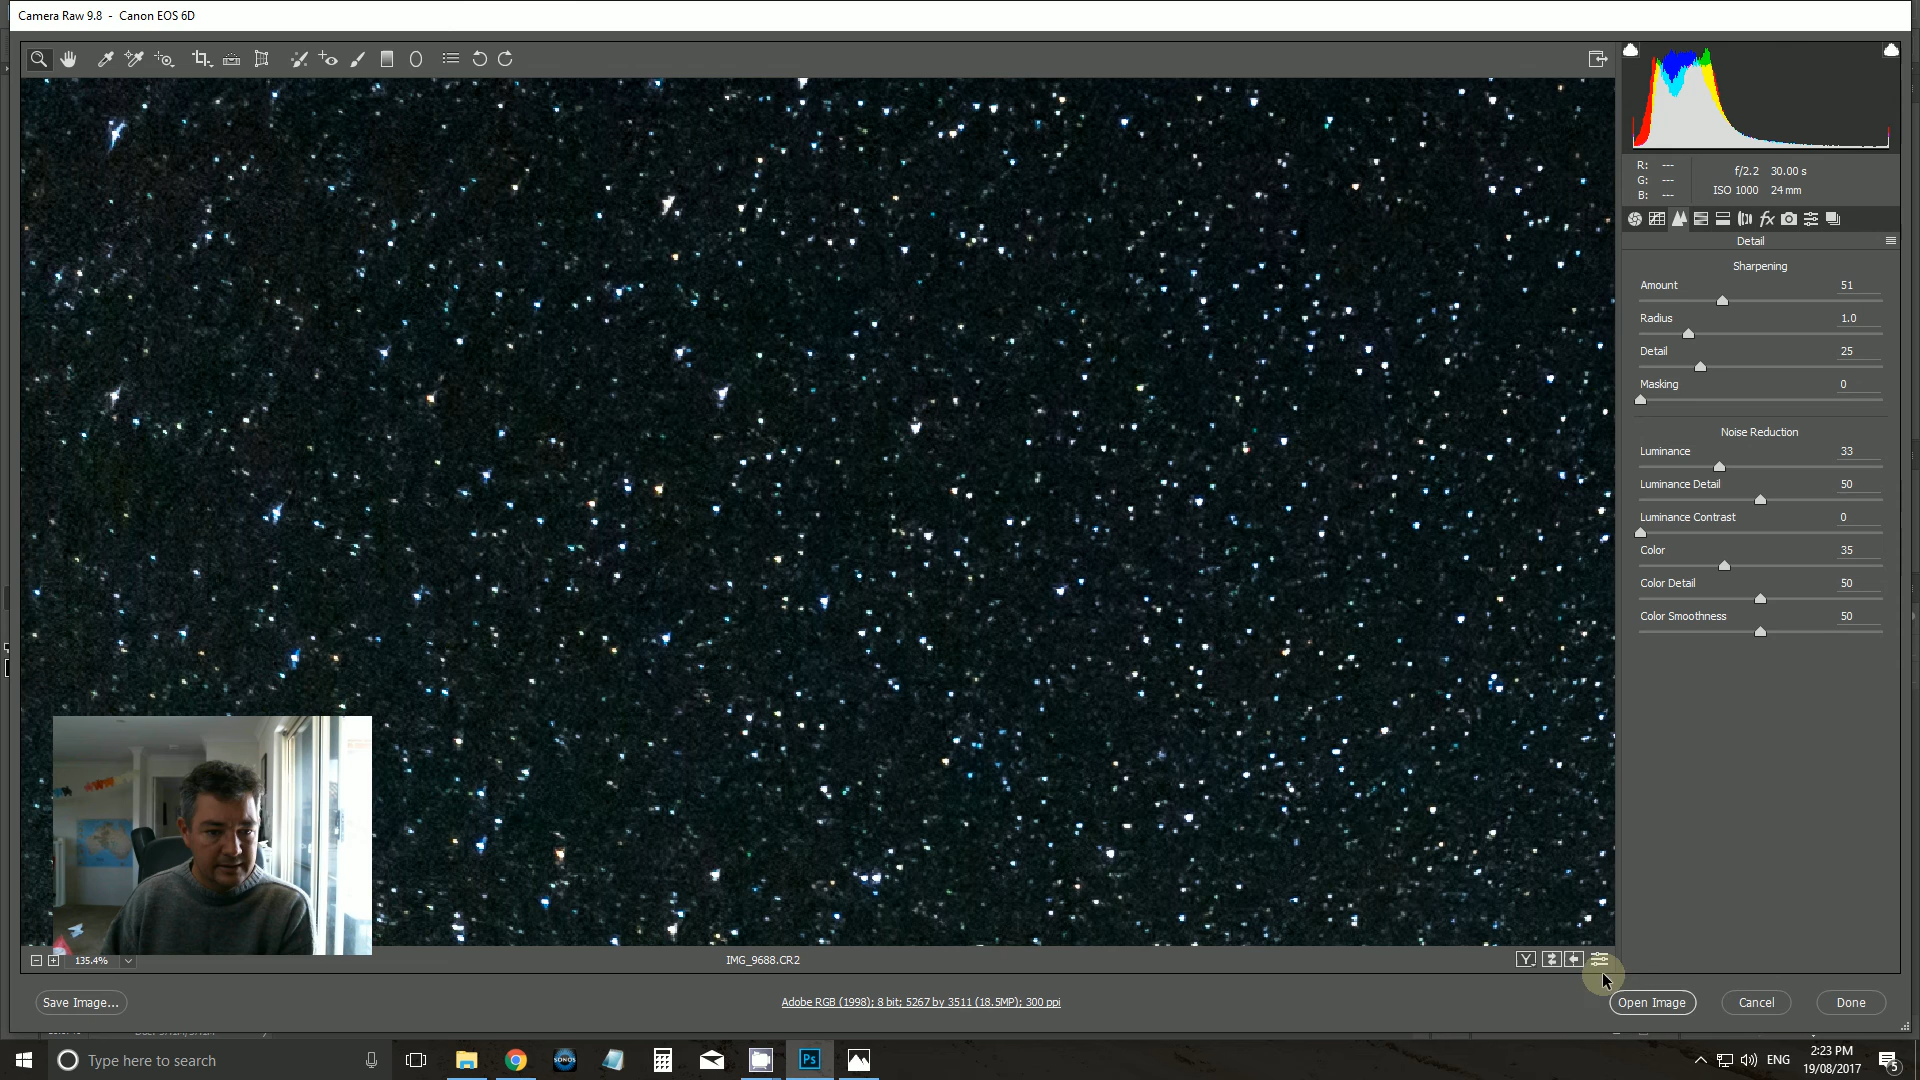 Camera Raw 9.8 - Canon EOS 6D
R: ---
G: ---
B: ---
f/2.2 30.00 s
ISO 1000 24 mm
fx
Detail
Sharpening
Amount 51
Radius 1.0
Detail 25
Masking 0
Noise Reduction
Luminance 33
Luminance Detail 50
Luminance Contrast 0
Color 35
Color Detail 50
Color Smoothness 50
135.4%
IMG_9688.CR2
Y
Save Image...
Adobe RGB (1998); 8 bit; 5267 by 3511 (18.5MP); 300 ppi
Open Image
Cancel
Done
Type here to search
SONOS
Ps
ENG
2:23 PM
19/08/2017
5